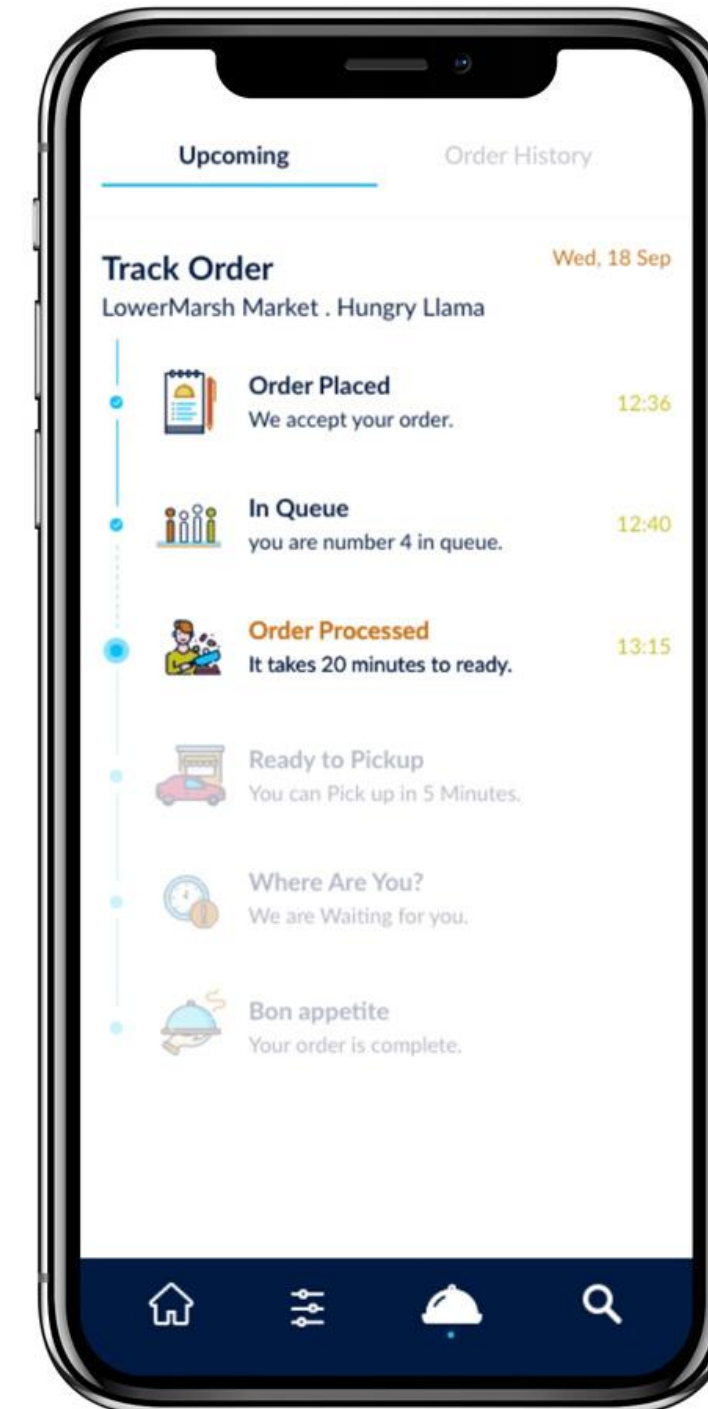 Upcoming
Order History
Track Order
Wed, 18 Sep
LowerMarsh Market . Hungry Llama
Order Placed
We accept your order.
12:36
In Queue
you are number 4 in queue.
12:40
Order Processed
It takes 20 minutes to ready.
13:15
Ready to Pickup
You can Pick up in 5 Minutes.
Where Are You?
We are Waiting for you.
Bon appetite
Your order is complete.